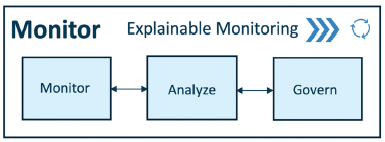 Monitor
Explainable Monitoring
Monitor
Analyze
Govern